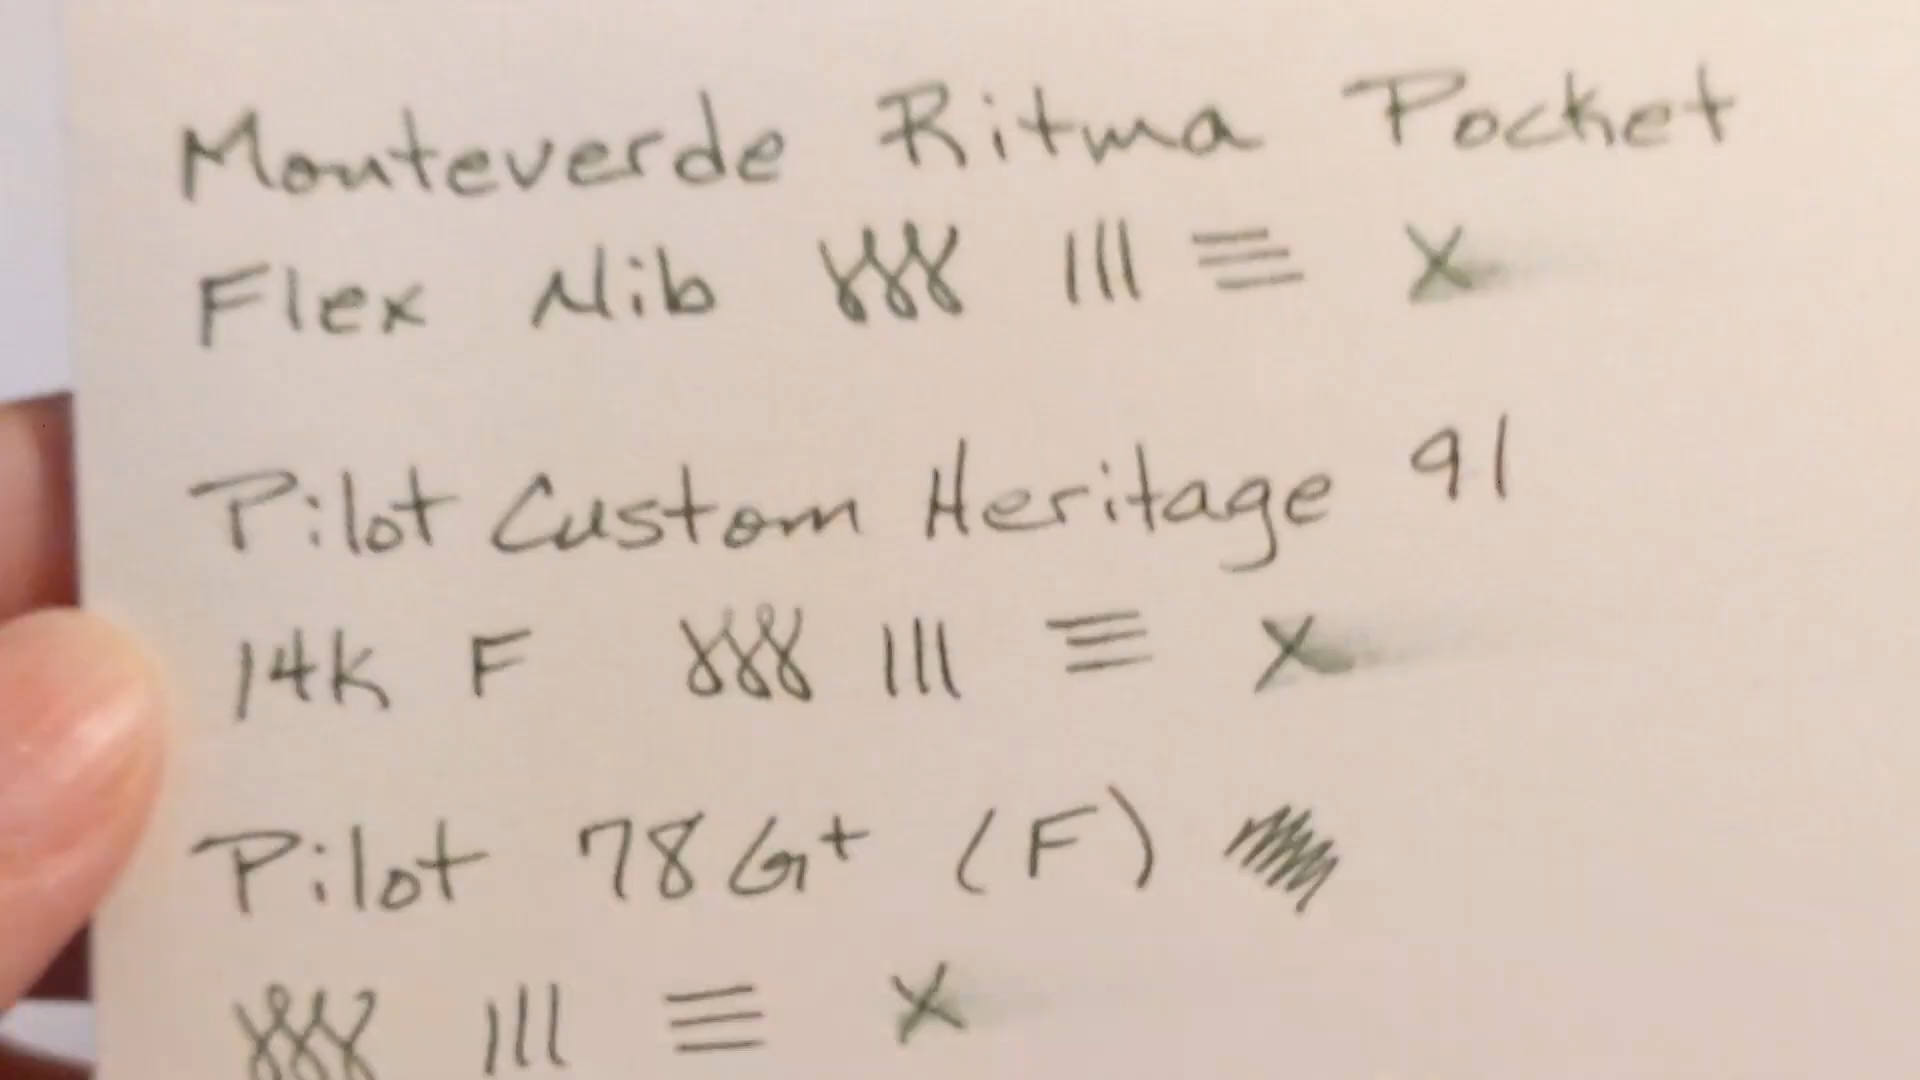 Monteverde Ritma Pocket
Flex Nib ||| ≡ X
Pilot Custom Heritage 91
14k F ||| ≡ X
Pilot 78G+ (F)
||| ≡ X